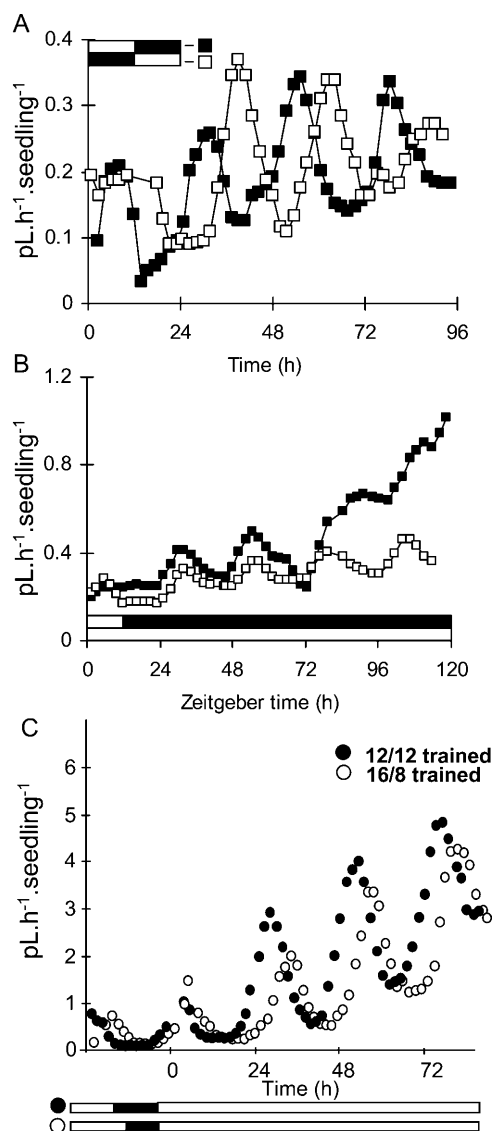 A
0.4
0.3
0.2
0.1
0
pL.h⁻¹.seedling⁻¹
0 24 48 72 96
Time (h)
B
1.2
0.8
0.4
0
pL.h⁻¹.seedling⁻¹
0 24 48 72 96 120
Zeitgeber time (h)
C
12/12 trained
16/8 trained
6
5
4
3
2
1
0
pL.h⁻¹.seedling⁻¹
0 24 48 72
Time (h)